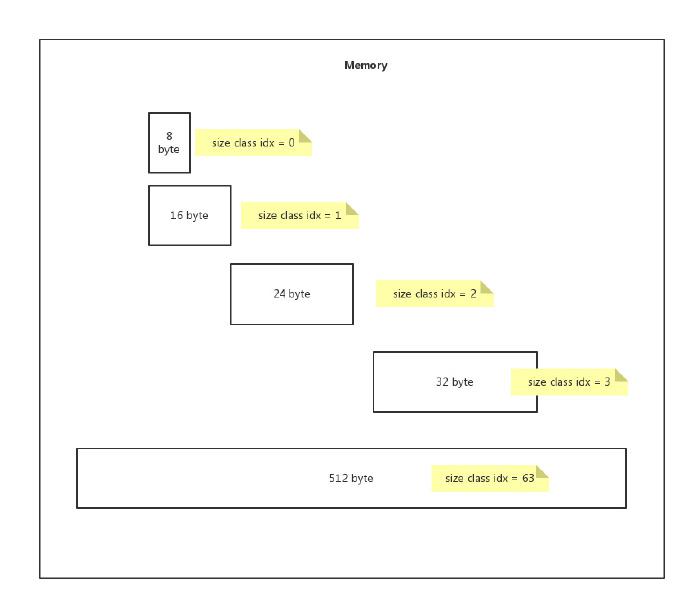 Memory
8
byte
size class idx = 0
16 byte
size class idx = 1
24 byte
size class idx = 2
32 byte
size class idx = 3
512 byte
size class idx = 63